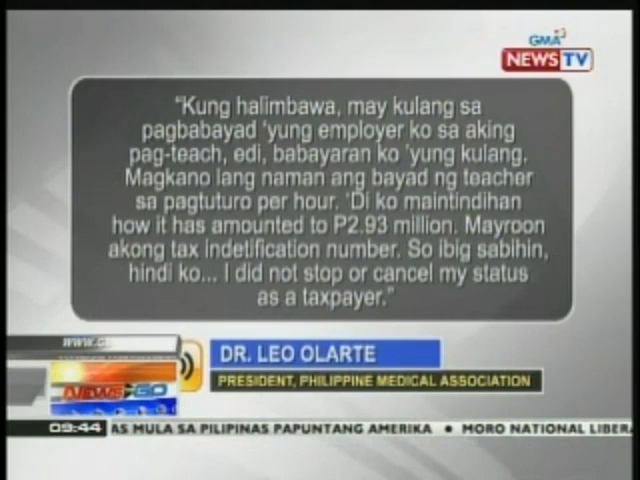 GMA
NEWS TV
"Kung halimbawa, may kulang sa
pagbabayad 'yung employer ko sa aking
pag-teach, edi, babayaran ko 'yung kulang.
Magkano lang naman ang bayad ng teacher
sa pagtuturo per hour. 'Di ko maintindihan
how it has amounted to P2.93 million. Mayroon
akong tax indetification number. So ibig sabihin,
hindi ko... I did not stop or cancel my status
as a taxpayer."
WWW.G
DR. LEO OLARTE
PRESIDENT, PHILIPPINE MEDICAL ASSOCIATION
NEWS GO
09:44 AS MULA SA PILIPINAS PAPUNTANG AMERIKA ● MORO NATIONAL LIBERA